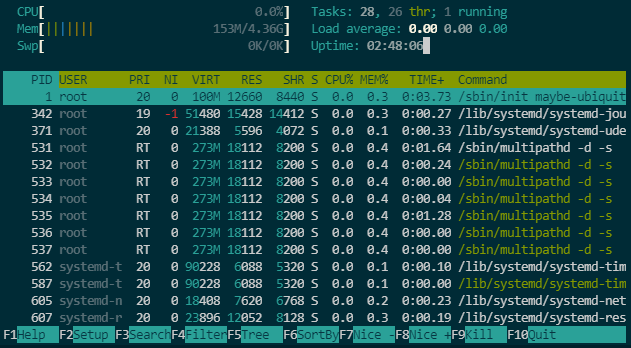 CPU[ 0.0%] Tasks: 28, 26 thr; 1 running
Mem[|||||||| 153M/4.36G] Load average: 0.00 0.00 0.00
Swp[ 0K/0K] Uptime: 02:48:06
PID USER PRI NI VIRT RES SHR S CPU% MEM% TIME+ Command
1 root 20 0 100M 12660 8440 S 0.0 0.3 0:03.73 /sbin/init maybe-ubiquit
342 root 19 -1 51480 15428 14412 S 0.0 0.3 0:00.27 /lib/systemd/systemd-jou
371 root 20 0 21388 5596 4072 S 0.0 0.1 0:00.33 /lib/systemd/systemd-ude
531 root RT 0 273M 18112 8200 S 0.0 0.4 0:01.64 /sbin/multipathd -d -s
532 root RT 0 273M 18112 8200 S 0.0 0.4 0:00.24 /sbin/multipathd -d -s
533 root RT 0 273M 18112 8200 S 0.0 0.4 0:00.00 /sbin/multipathd -d -s
534 root RT 0 273M 18112 8200 S 0.0 0.4 0:00.04 /sbin/multipathd -d -s
535 root RT 0 273M 18112 8200 S 0.0 0.4 0:01.28 /sbin/multipathd -d -s
536 root RT 0 273M 18112 8200 S 0.0 0.4 0:00.00 /sbin/multipathd -d -s
537 root RT 0 273M 18112 8200 S 0.0 0.4 0:00.00 /sbin/multipathd -d -s
562 systemd-t 20 0 90228 6088 5320 S 0.0 0.1 0:00.10 /lib/systemd/systemd-tim
587 systemd-t 20 0 90228 6088 5320 S 0.0 0.1 0:00.00 /lib/systemd/systemd-tim
605 systemd-n 20 0 18408 7620 6768 S 0.0 0.2 0:00.23 /lib/systemd/systemd-net
607 systemd-r 20 0 23896 12052 8128 S 0.0 0.3 0:00.19 /lib/systemd/systemd-res
F1Help F2Setup F3SearchF4FilterF5Tree F6SortByF7Nice -F8Nice +F9Kill F10Quit